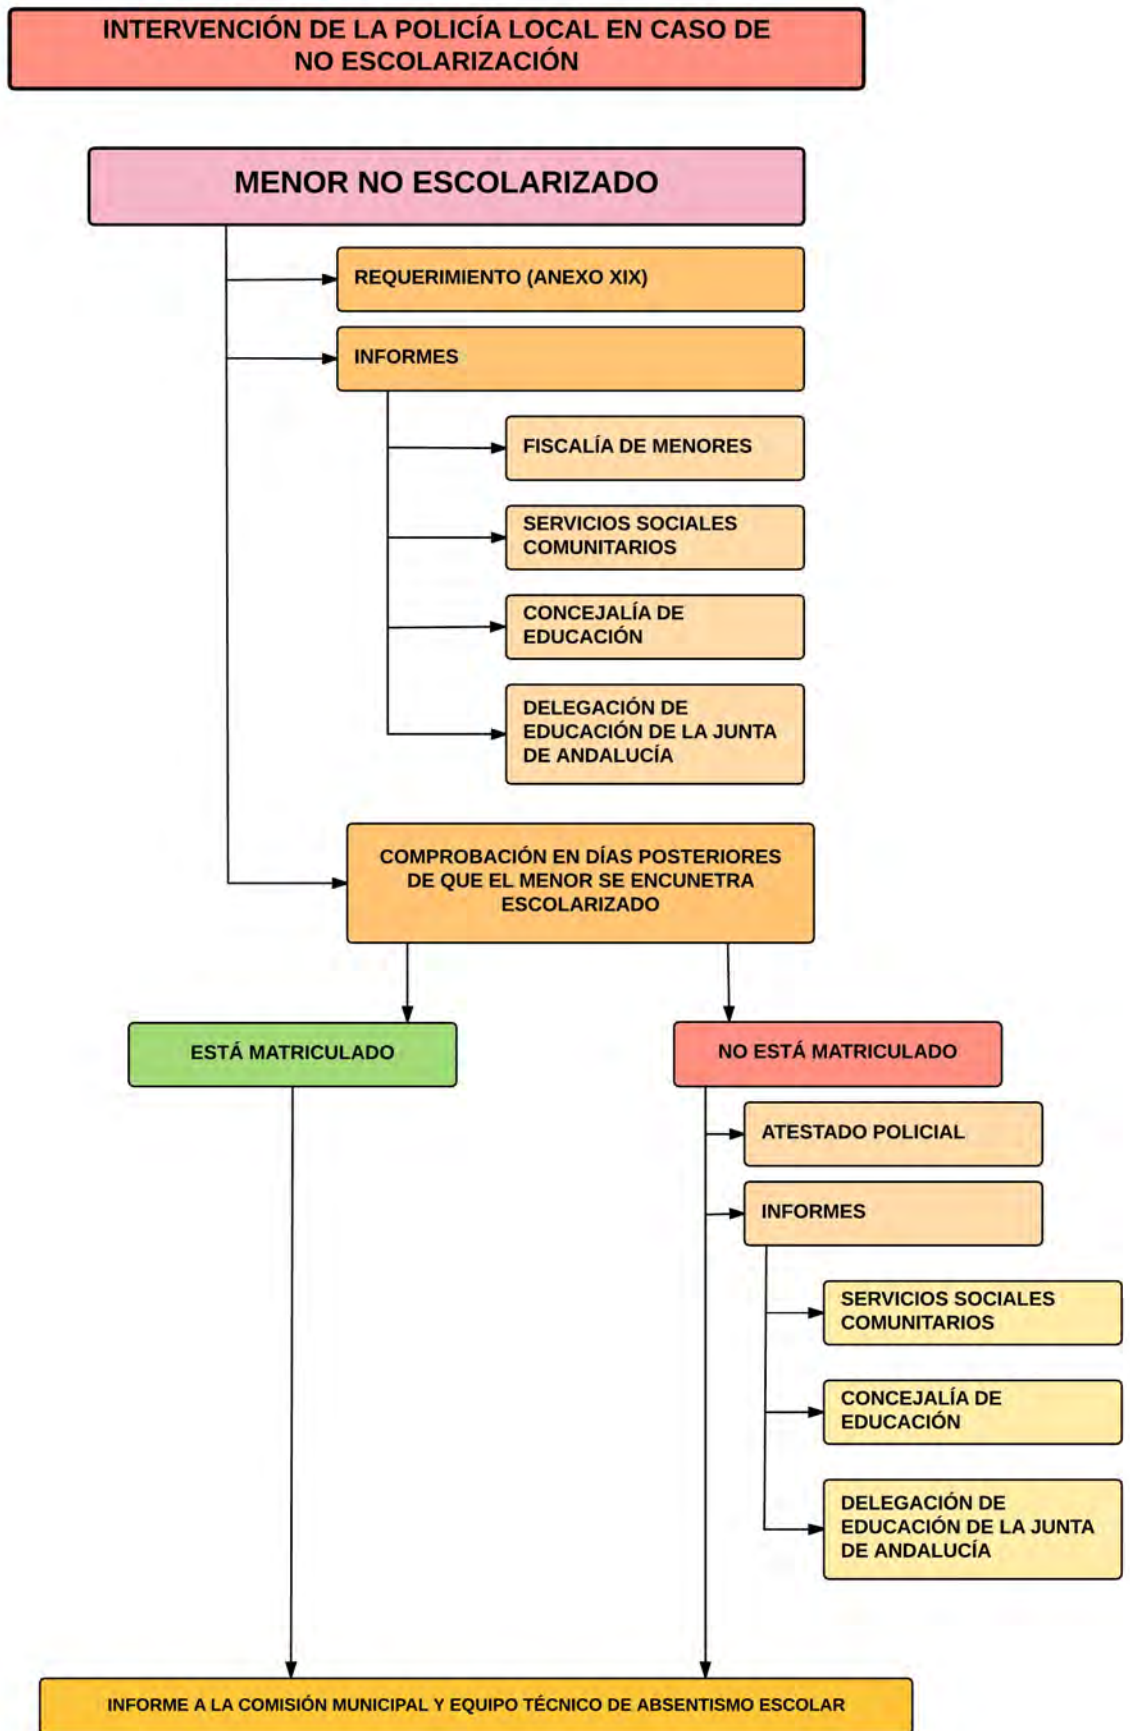 INTERVENCIÓN DE LA POLICÍA LOCAL EN CASO DE
NO ESCOLARIZACIÓN
MENOR NO ESCOLARIZADO
REQUERIMIENTO (ANEXO XIX)
INFORMES
FISCALÍA DE MENORES
SERVICIOS SOCIALES
COMUNITARIOS
CONCEJALÍA DE
EDUCACIÓN
DELEGACIÓN DE
EDUCACIÓN DE LA JUNTA
DE ANDALUCÍA
COMPROBACIÓN EN DÍAS POSTERIORES
DE QUE EL MENOR SE ENCUNETRA
ESCOLARIZADO
ESTÁ MATRICULADO
NO ESTÁ MATRICULADO
ATESTADO POLICIAL
INFORMES
SERVICIOS SOCIALES
COMUNITARIOS
CONCEJALÍA DE
EDUCACIÓN
DELEGACIÓN DE
EDUCACIÓN DE LA JUNTA
DE ANDALUCÍA
INFORME A LA COMISIÓN MUNICIPAL Y EQUIPO TÉCNICO DE ABSENTISMO ESCOLAR